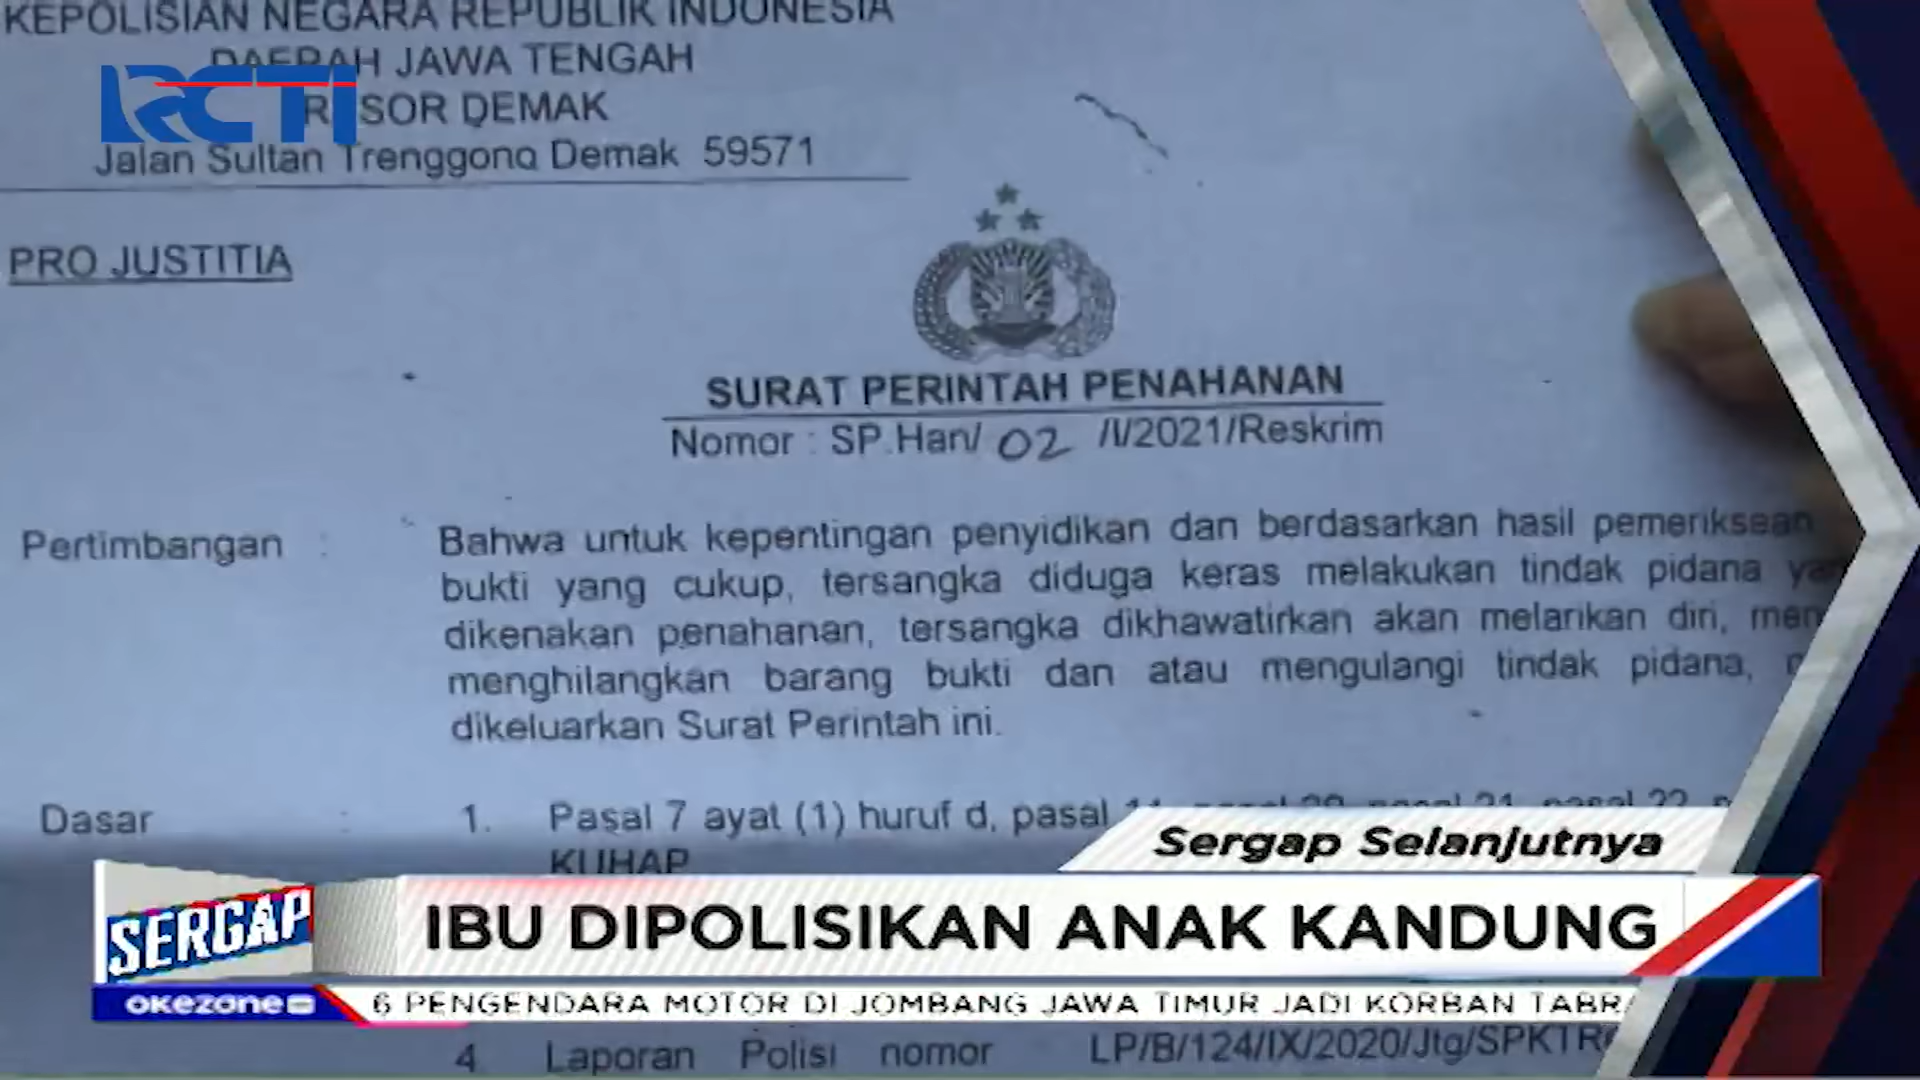 KEPOLISIAN NEGARA REPUBLIK INDONESIA
DAERAH JAWA TENGAH
RCTI
RESOR DEMAK
Jalan Sultan Trenggono Demak 59571
PRO JUSTITIA
SURAT PERINTAH PENAHANAN
Nomor : SP.Han/ 02 /I/2021/Reskrim
Pertimbangan : Bahwa untuk kepentingan penyidikan dan berdasarkan hasil pemeriksaan
bukti yang cukup, tersangka diduga keras melakukan tindak pidana
dikenakan penahanan, tersangka dikhawatirkan akan melarikan diri,
menghilangkan barang bukti dan atau mengulangi tindak pidana,
dikeluarkan Surat Perintah ini.
Dasar : 1. Pasal 7 ayat (1) huruf d, pasal
KUHAP
Sergap Selanjutnya
SERGAP
IBU DIPOLISIKAN ANAK KANDUNG
okezone
6 PENGENDARA MOTOR DI JOMBANG JAWA TIMUR JADI KORBAN
4. Laporan Polisi nomor LP/B/124/IX/2020/Jtg/